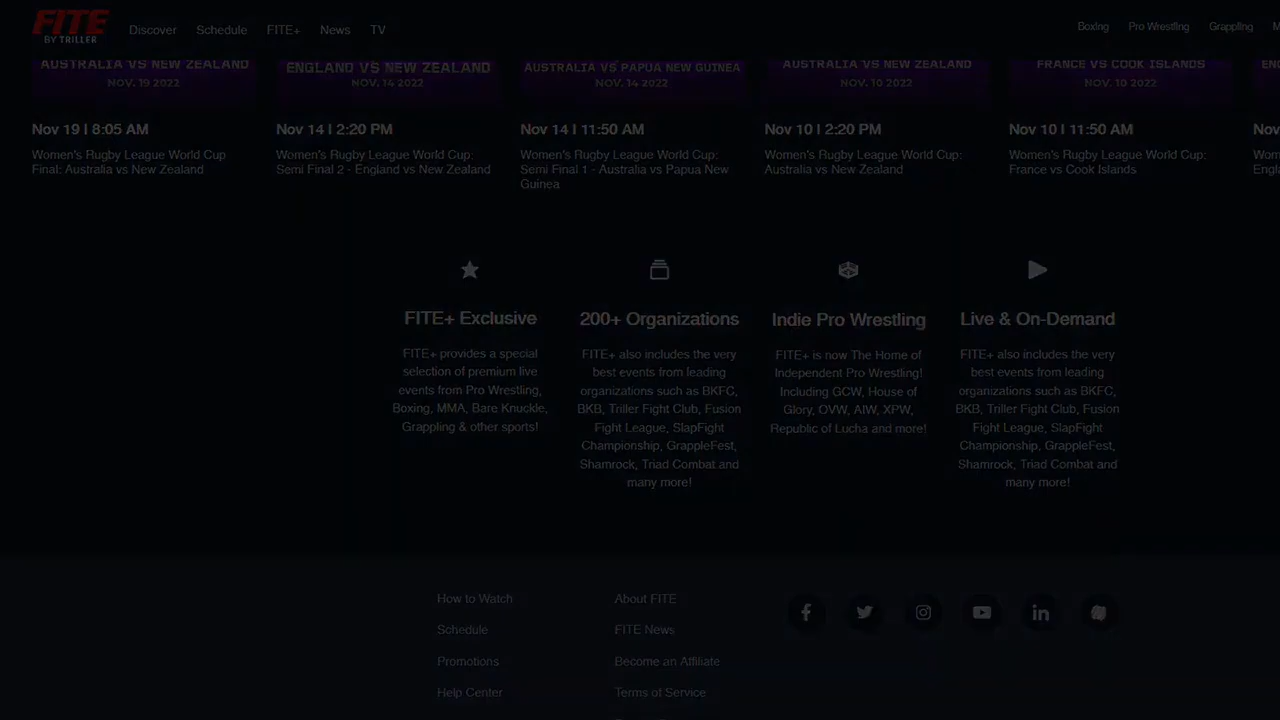 FITE
BY TRILLER
Discover
Schedule
FITE+
News
TV
Boxing
Pro Wrestling
Grappling
M
AUSTRALIA VS NEW ZEALAND
NOV. 19 2022
ENGLAND VS NEW ZEALAND
NOV. 14 2022
AUSTRALIA VS PAPUA NEW GUINEA
NOV. 14 2022
AUSTRALIA VS NEW ZEALAND
NOV. 10 2022
FRANCE VS COOK ISLANDS
NOV. 10 2022
Nov 19 | 8:05 AM
Women's Rugby League World Cup
Final: Australia vs New Zealand
Nov 14 | 2:20 PM
Women's Rugby League World Cup:
Semi Final 2 - England vs New Zealand
Nov 14 | 11:50 AM
Women's Rugby League World Cup:
Semi Final 1 - Australia vs Papua New
Guinea
Nov 10 | 2:20 PM
Women's Rugby League World Cup:
Australia vs New Zealand
Nov 10 | 11:50 AM
Women's Rugby League World Cup:
France vs Cook Islands
FITE+ Exclusive
FITE+ provides a special
selection of premium live
events from Pro Wrestling,
Boxing, MMA, Bare Knuckle,
Grappling & other sports!
200+ Organizations
FITE+ also includes the very
best events from leading
organizations such as BKFC,
BKB, Triller Fight Club, Fusion
Fight League, SlapFight
Championship, GrappleFest,
Shamrock, Triad Combat and
many more!
Indie Pro Wrestling
FITE+ is now The Home of
Independent Pro Wrestling!
Including GCW, House of
Glory, OVW, AIW, XPW,
Republic of Lucha and more!
Live & On-Demand
FITE+ also includes the very
best events from leading
organizations such as BKFC,
BKB, Triller Fight Club, Fusion
Fight League, SlapFight
Championship, GrappleFest,
Shamrock, Triad Combat and
many more!
How to Watch
Schedule
Promotions
Help Center
About FITE
FITE News
Become an Affiliate
Terms of Service